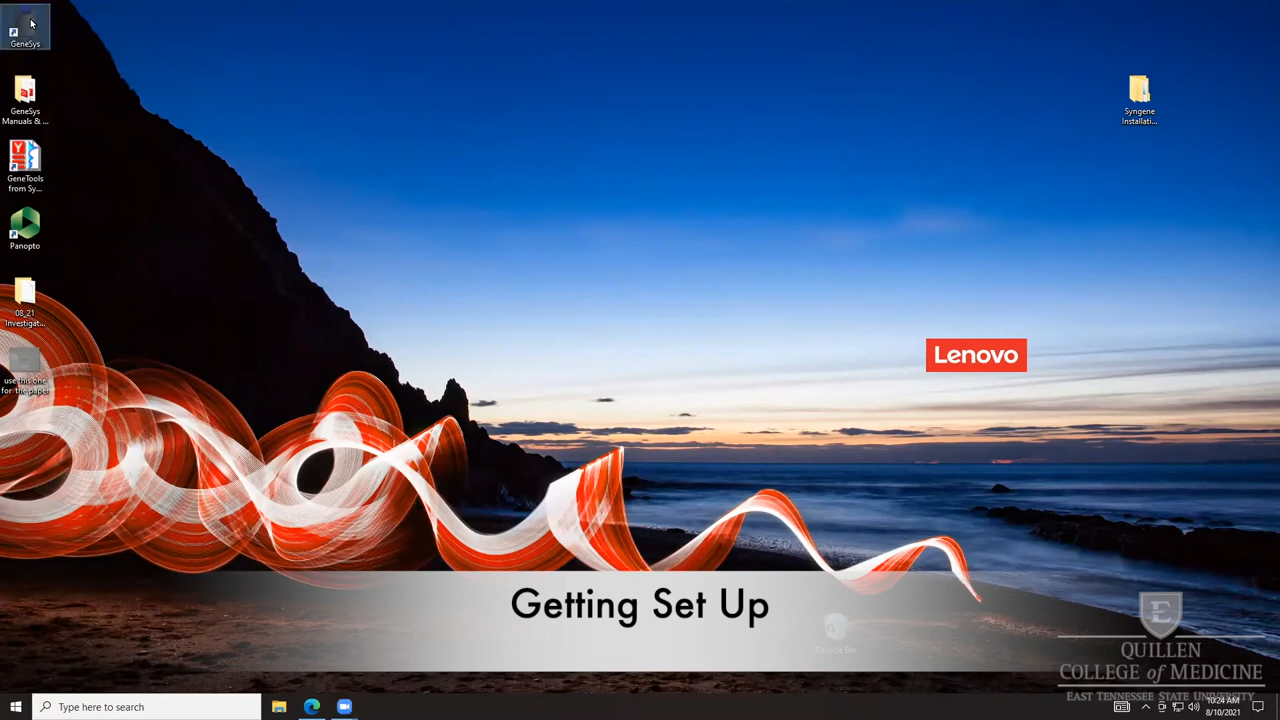 GeneSys
GeneSys
Manuals & ...
GeneTools
from Sy...
Panopto
08_21
Investigat...
use this one
for the paper
Syngene
Installati...
Lenovo
Getting Set Up
Recycle Bin
QUILLEN
COLLEGE of MEDICINE
EAST TENNESSEE STATE UNIVERSITY
Type here to search
10:24 AM
8/10/2021